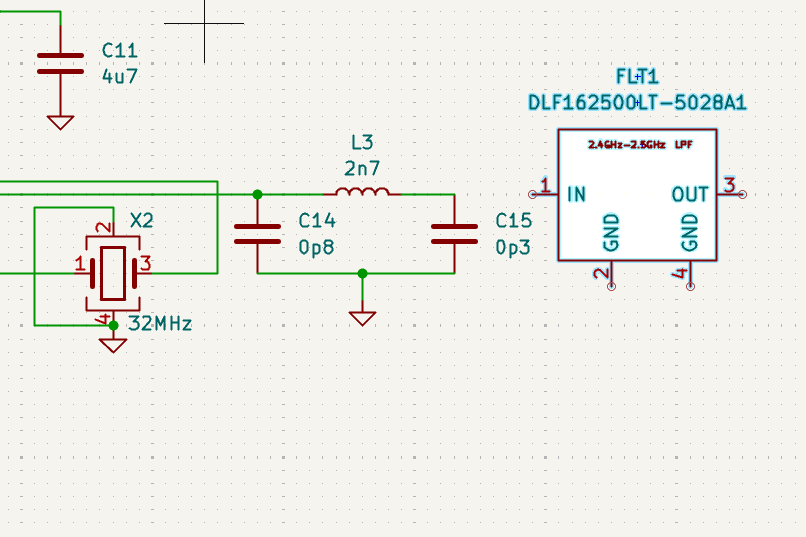 C11
4u7
FLT1
DLF162500LT-5028A1
L3
2n7
2.4GHz-2.5GHz LPF
1
IN
OUT
3
GND
GND
2
4
X2
C14
0p8
C15
0p3
2
1
3
4
32MHz